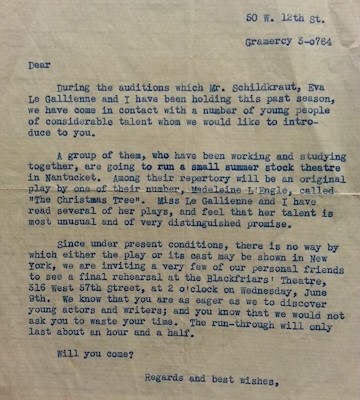 50 W. 12th St.
Gramercy 5-0764
Dear
During the auditions which Mr. Schildkraut, Eva
Le Gallienne and I have been holding this past season,
we have come in contact with a number of young people
of considerable talent whom we would like to intro-
duce to you.
A group of them, who have been working and studying
together, are going to run a small summer stock theatre
in Nantucket. Among their repertory will be an original
play by one of their number, Madeleine L'Engle, called
"The Christmas Tree". Miss Le Gallienne and I have
read several of her plays, and feel that her talent is
most unusual and of very distinguished promise.
Since under present conditions, there is no way by
which either the play or its cast may be shown in New
York, we are inviting a very few of our personal friends
to see a final rehearsal at the Blackfriars' Theatre,
316 West 57th Street, at 2 o'clock on Wednesday, June
9th. We know that you are as eager as we to discover
young actors and writers; and you know that we would not
ask you to waste your time. The run-through will only
last about an hour and a half.
Will you come?
Regards and best wishes,